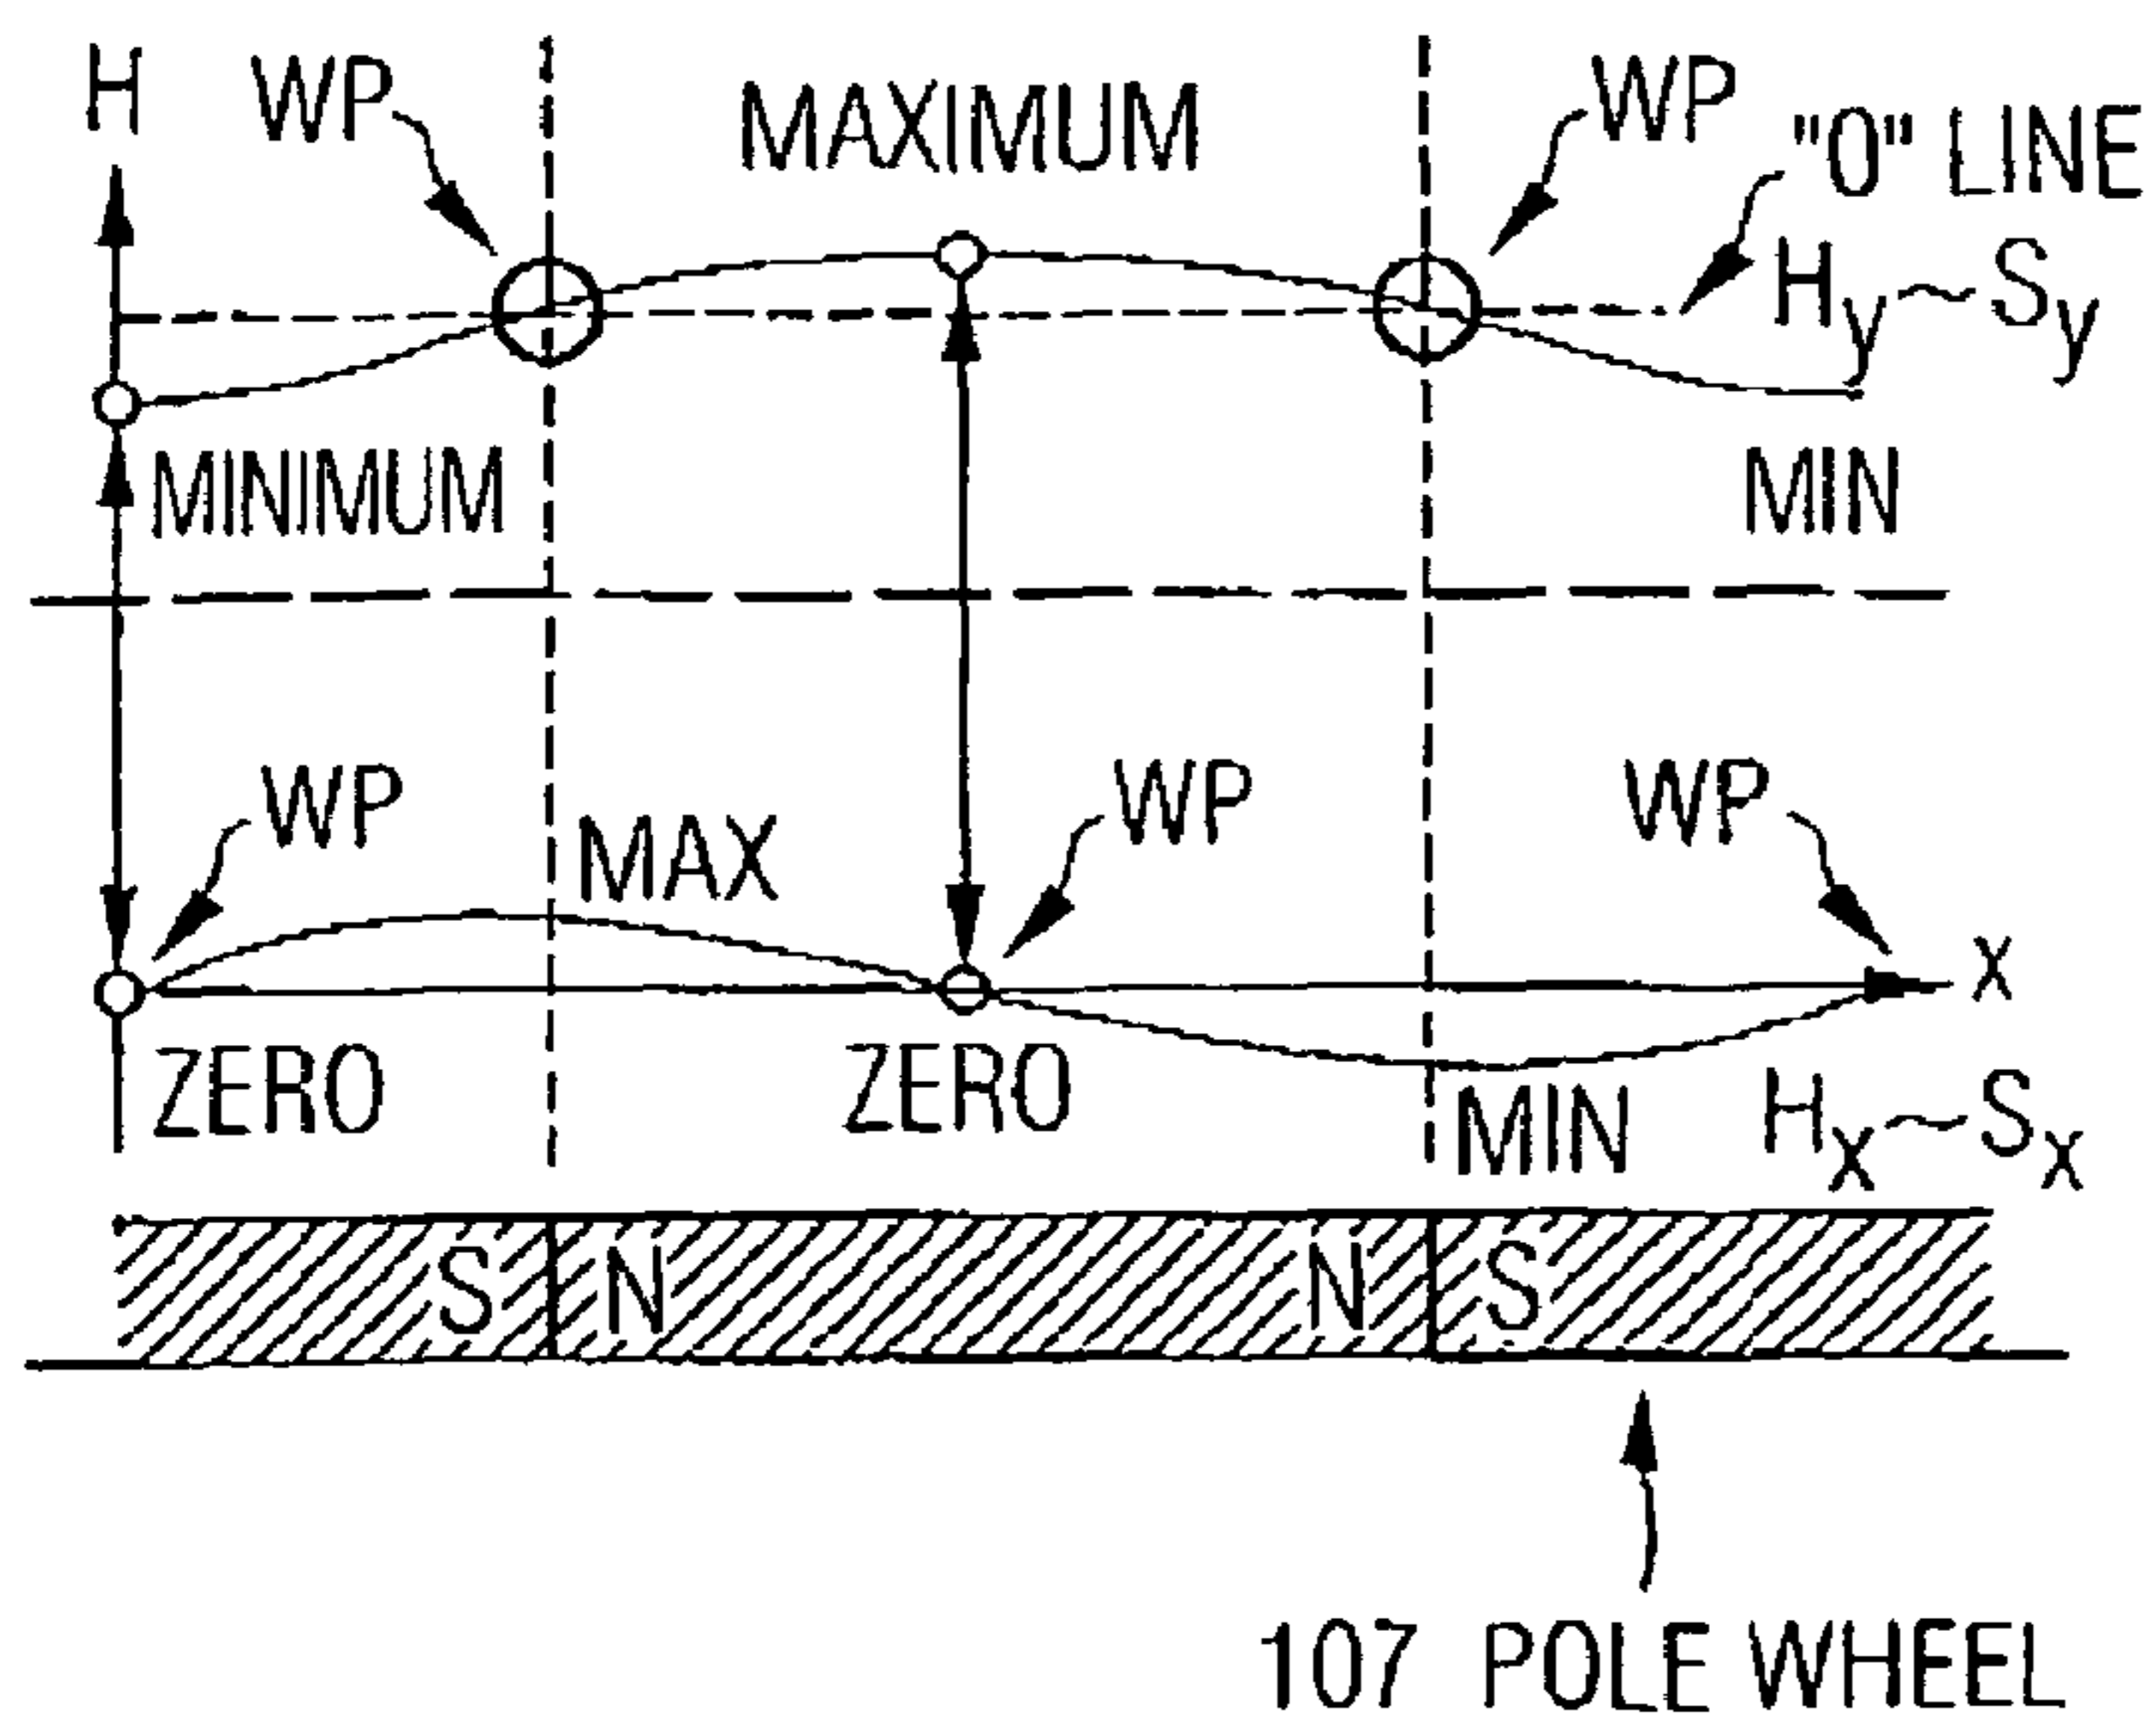 H
WP
MAXIMUM
WP
"O" LINE
Hy~Sy
MINIMUM
MIN
WP
MAX
WP
WP
X
ZERO
ZERO
MIN
Hx~Sx
S N
N S
107 POLE WHEEL